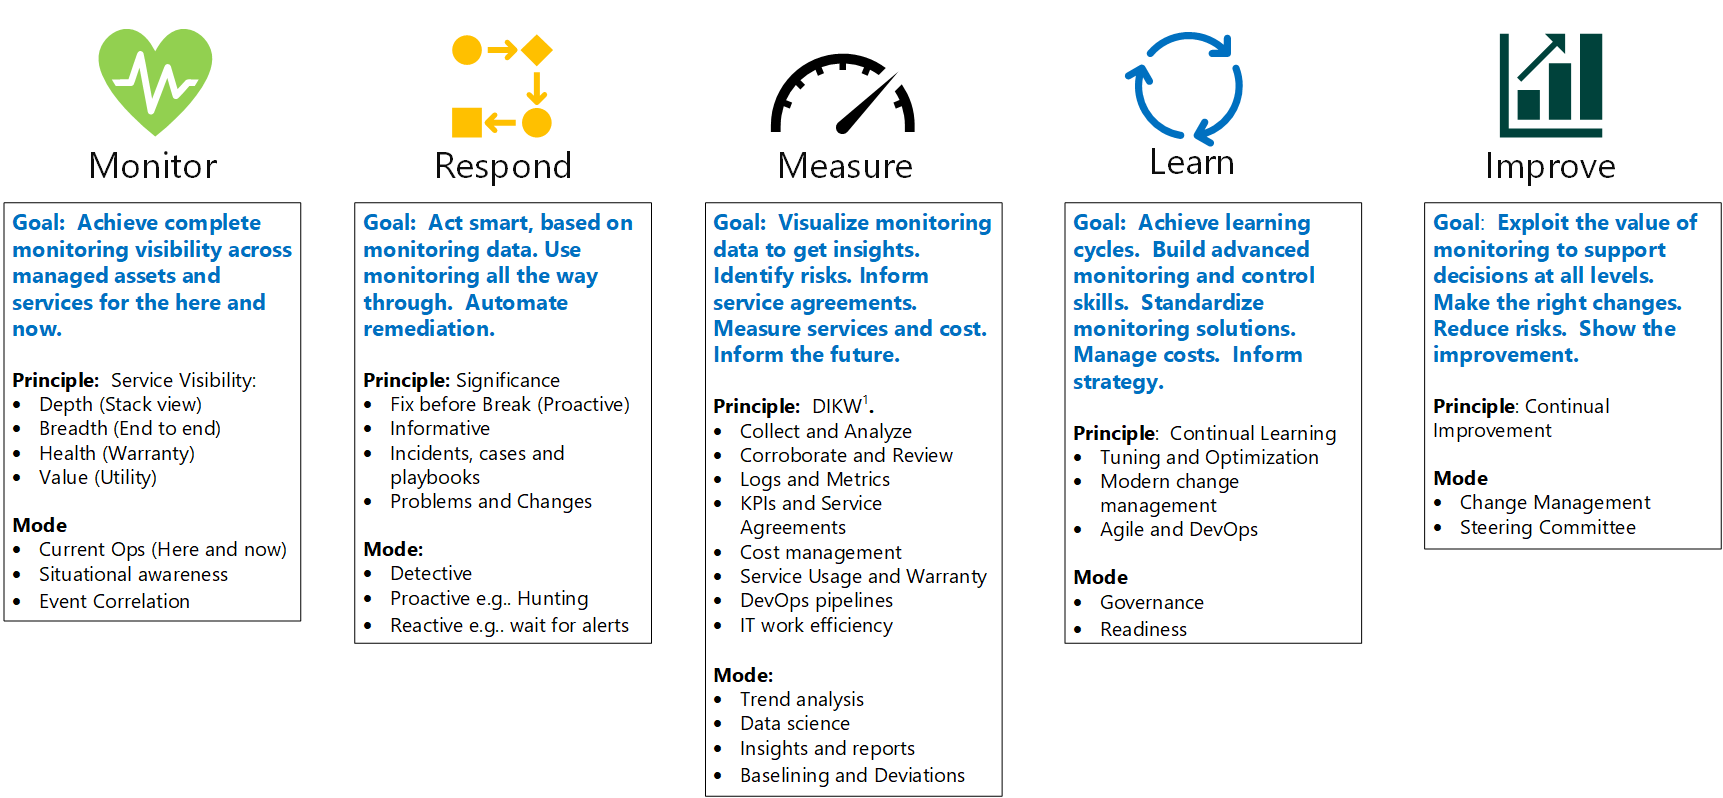 Monitor
Goal:  Achieve complete
monitoring visibility across
managed assets and
services for the here and
now.
Principle:  Service Visibility:
• Depth (Stack view)
• Breadth (End to end)
• Health (Warranty)
• Value (Utility)
Mode
• Current Ops (Here and now)
• Situational awareness
• Event Correlation
Respond
Goal:  Act smart, based on
monitoring data. Use
monitoring all the way
through.  Automate
remediation.
Principle: Significance
• Fix before Break (Proactive)
• Informative
• Incidents, cases and
playbooks
• Problems and Changes
Mode:
• Detective
• Proactive e.g.. Hunting
• Reactive e.g.. wait for alerts
Measure
Goal:  Visualize monitoring
data to get insights.
Identify risks. Inform
service agreements.
Measure services and cost.
Inform the future.
Principle:  DIKW¹.
• Collect and Analyze
• Corroborate and Review
• Logs and Metrics
• KPIs and Service
Agreements
• Cost management
• Service Usage and Warranty
• DevOps pipelines
• IT work efficiency
Mode:
• Trend analysis
• Data science
• Insights and reports
• Baselining and Deviations
Learn
Goal:  Achieve learning
cycles.  Build advanced
monitoring and control
skills.  Standardize
monitoring solutions.
Manage costs.  Inform
strategy.
Principle:  Continual Learning
• Tuning and Optimization
• Modern change
management
• Agile and DevOps
Mode
• Governance
• Readiness
Improve
Goal:  Exploit the value of
monitoring to support
decisions at all levels.
Make the right changes.
Reduce risks.  Show the
improvement.
Principle: Continual
Improvement
Mode
• Change Management
• Steering Committee